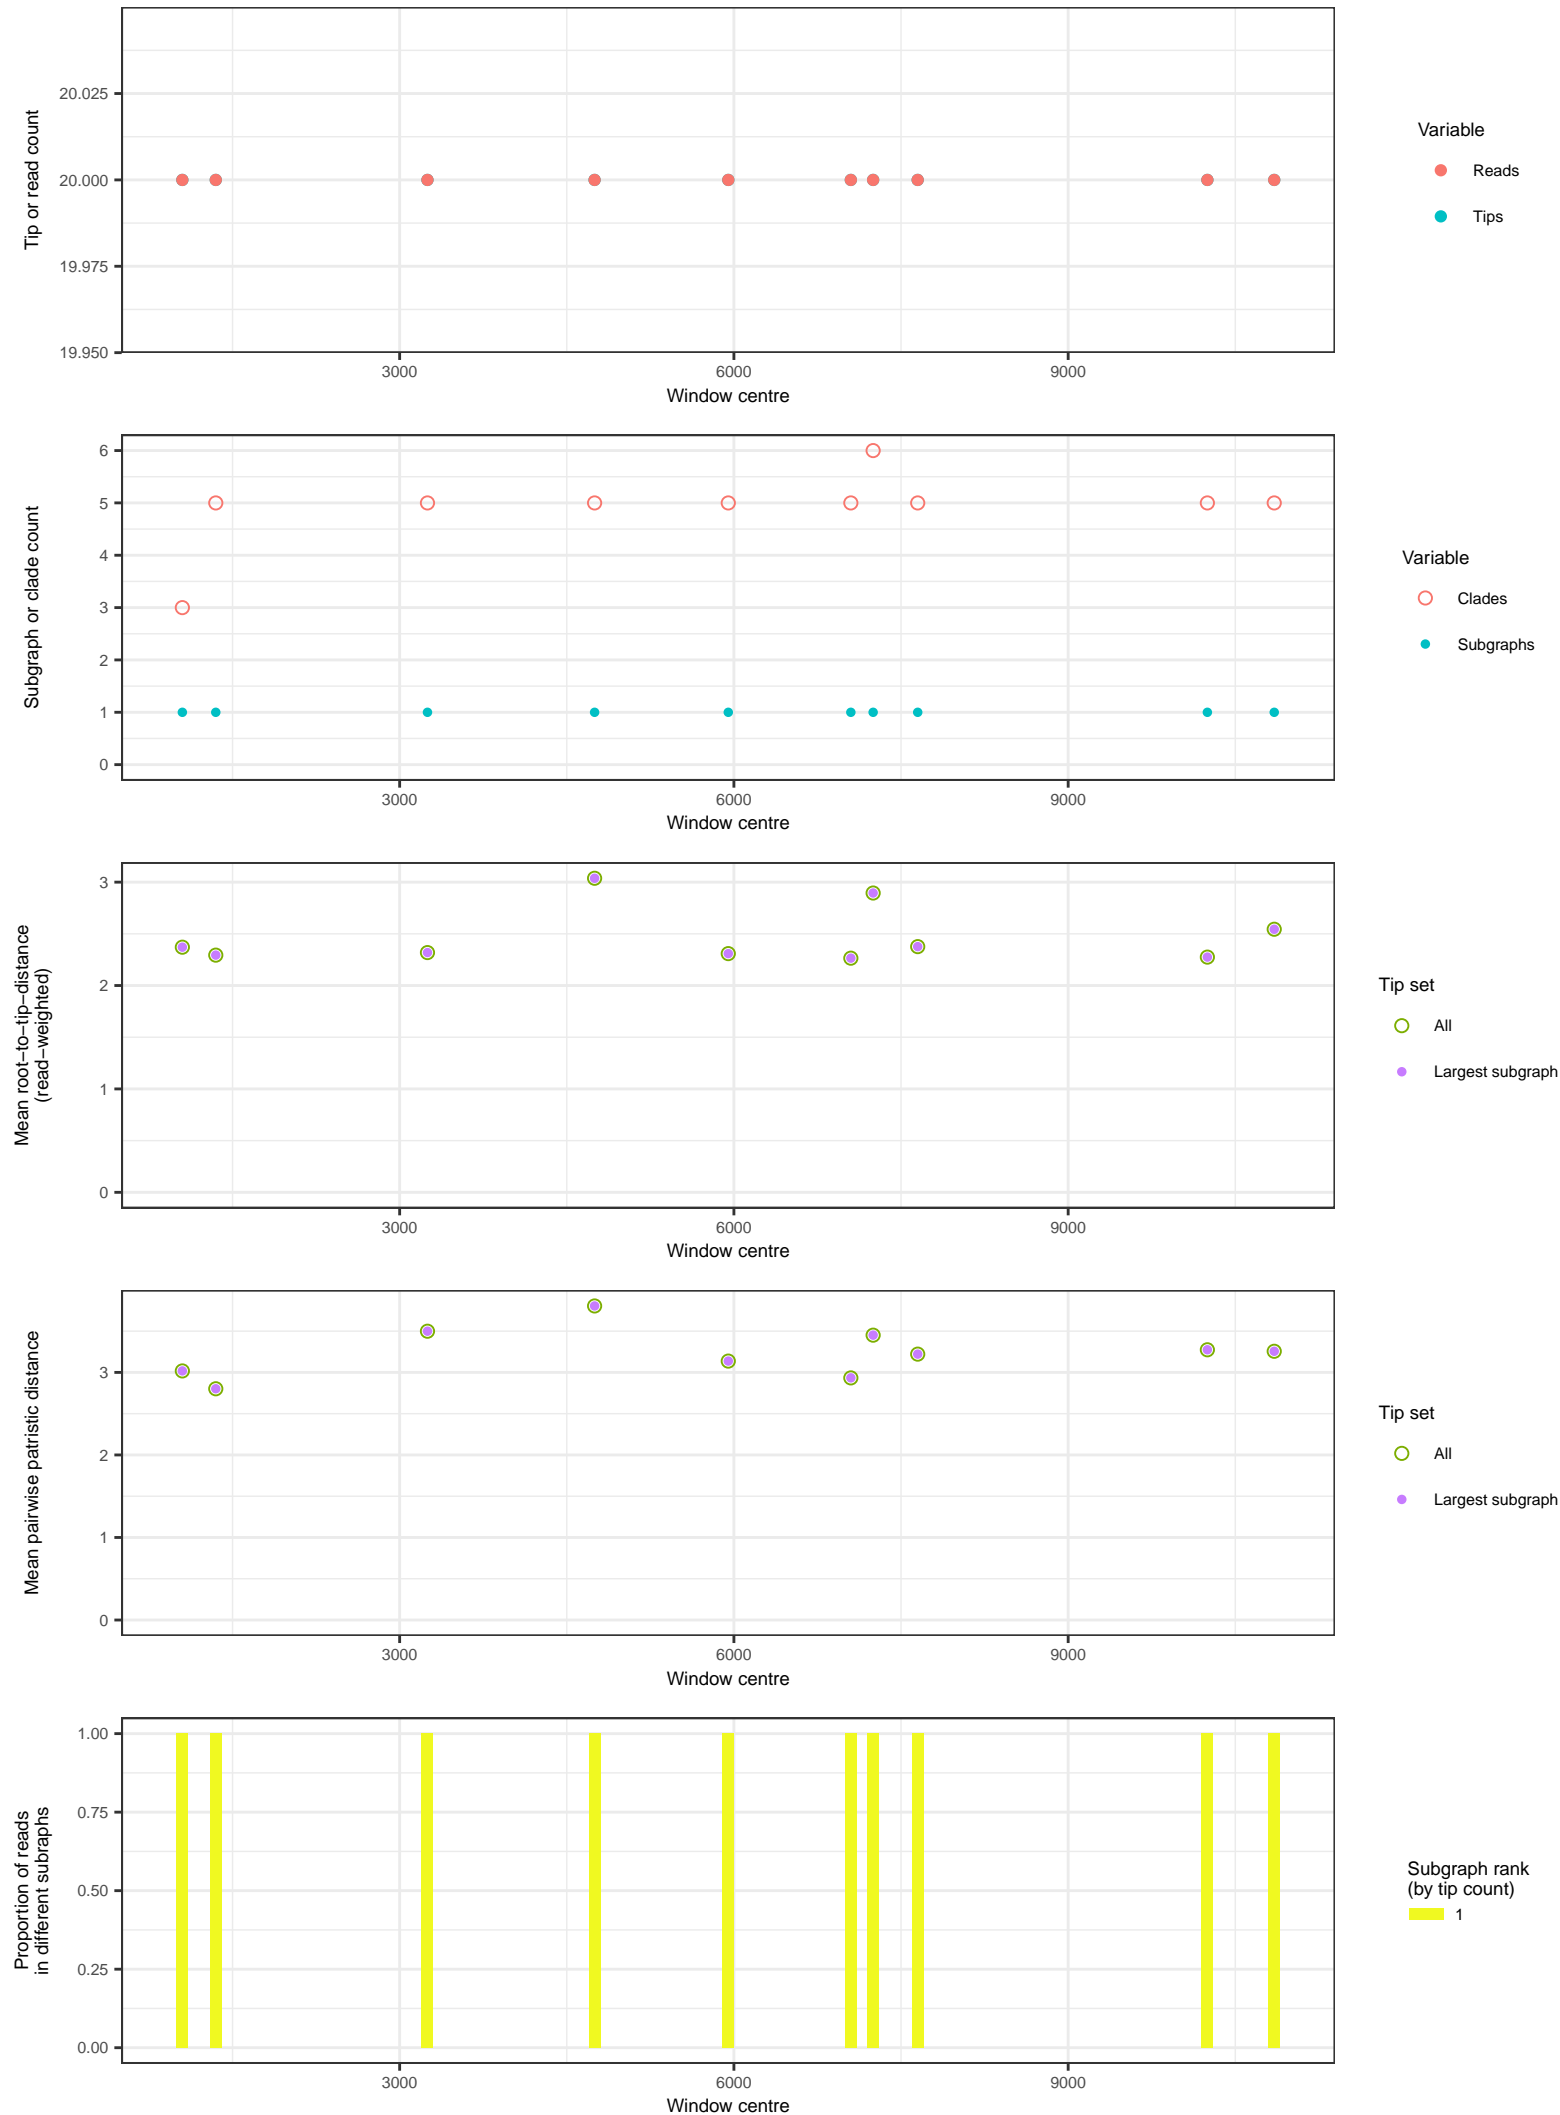 20.025
20.000
19.975
19.950
Tip or read count
3000
6000
9000
Window centre
Variable
Reads
Tips
6
5
4
3
2
1
0
Subgraph or clade count
3000
6000
9000
Window centre
Variable
Clades
Subgraphs
3
2
1
0
Mean root−to−tip−distance
(read−weighted)
3000
6000
9000
Window centre
Tip set
All
Largest subgraph
3
2
1
0
Mean pairwise patristic distance
3000
6000
9000
Window centre
Tip set
All
Largest subgraph
1.00
0.75
0.50
0.25
0.00
Proportion of reads
in different subraphs
3000
6000
9000
Window centre
Subgraph rank
(by tip count)
1